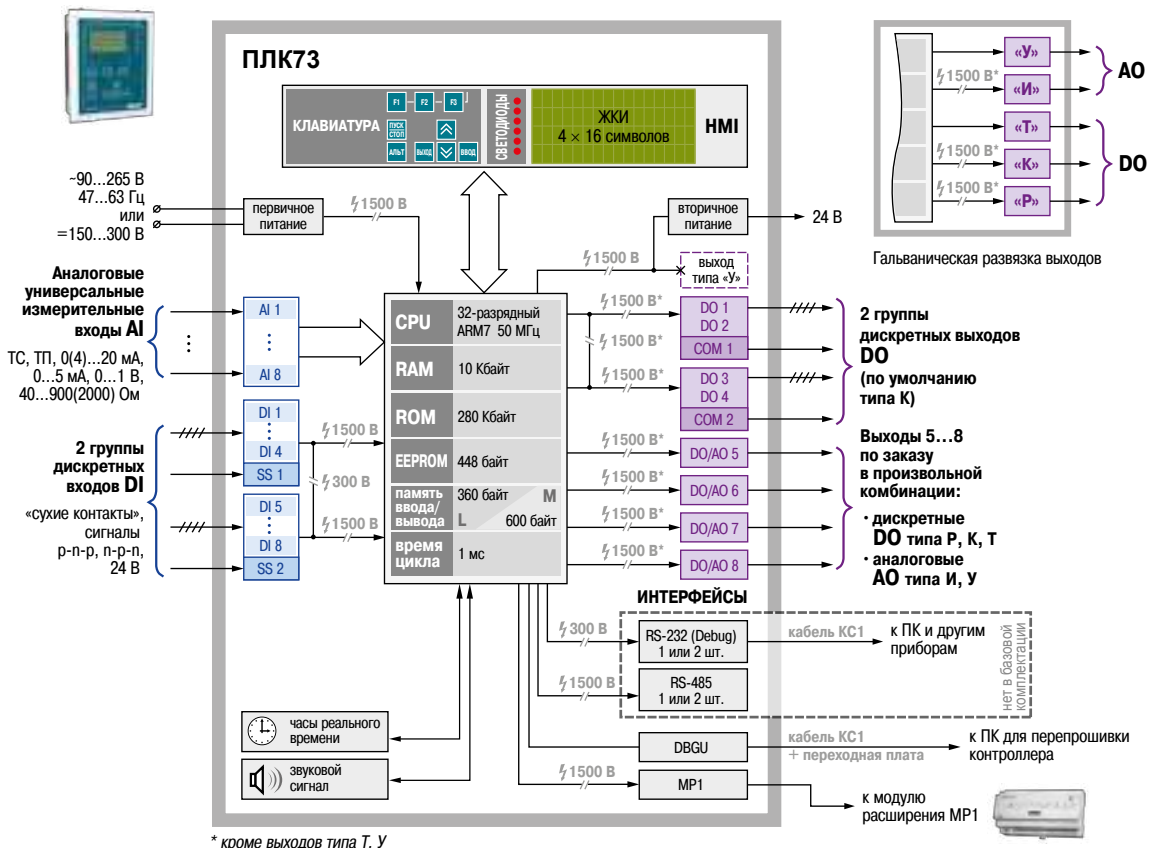 ПЛК73
КЛАВИАТУРА
F1
F2
F3
ПУСК
СТОП
АЛЬТ
ВЫХОД
ВВОД
СВЕТОДИОДЫ
ЖКИ
4 × 16 символов
HMI
~90...265 В
47...63 Гц
или
=150...300 В
первичное
питание
1500 В
вторичное
питание
24 В
1500 В
выход
типа «У»
Аналоговые
универсальные
измерительные
входы AI
ТС, ТП, 0(4)...20 мА,
0...5 мА, 0...1 В,
40...900(2000) Ом
AI 1
AI 8
2 группы
дискретных
входов DI
«сухие контакты»,
сигналы
p-n-p, n-p-n,
24 В
DI 1
DI 4
SS 1
DI 5
DI 8
SS 2
1500 В
300 В
1500 В
CPU
32-разрядный
ARM7 50 МГц
RAM
10 Кбайт
ROM
280 Кбайт
EEPROM
448 байт
память
ввода/
вывода
360 байт
M
L
600 байт
время
цикла
1 мс
1500 В*
1500 В*
1500 В*
DO 1
DO 2
COM 1
DO 3
DO 4
COM 2
2 группы
дискретных выходов
DO
(по умолчанию
типа К)
1500 В*
DO/AO 5
1500 В*
DO/AO 6
1500 В*
DO/AO 7
1500 В*
DO/AO 8
Выходы 5...8
по заказу
в произвольной
комбинации:
· дискретные
DO типа Р, К, Т
· аналоговые
АО типа И, У
ИНТЕРФЕЙСЫ
300 В
RS-232 (Debug)
1 или 2 шт.
кабель КС1
к ПК и другим
приборам
1500 В
RS-485
1 или 2 шт.
нет в базовой
комплектации
DBGU
кабель КС1
+ переходная плата
к ПК для перепрошивки
контроллера
1500 В
МР1
к модулю
расширения МР1
часы реального
времени
звуковой
сигнал
* кроме выходов типа Т, У
«У»
1500 В*
«И»
AO
«Т»
1500 В*
«К»
1500 В*
«Р»
DO
Гальваническая развязка выходов